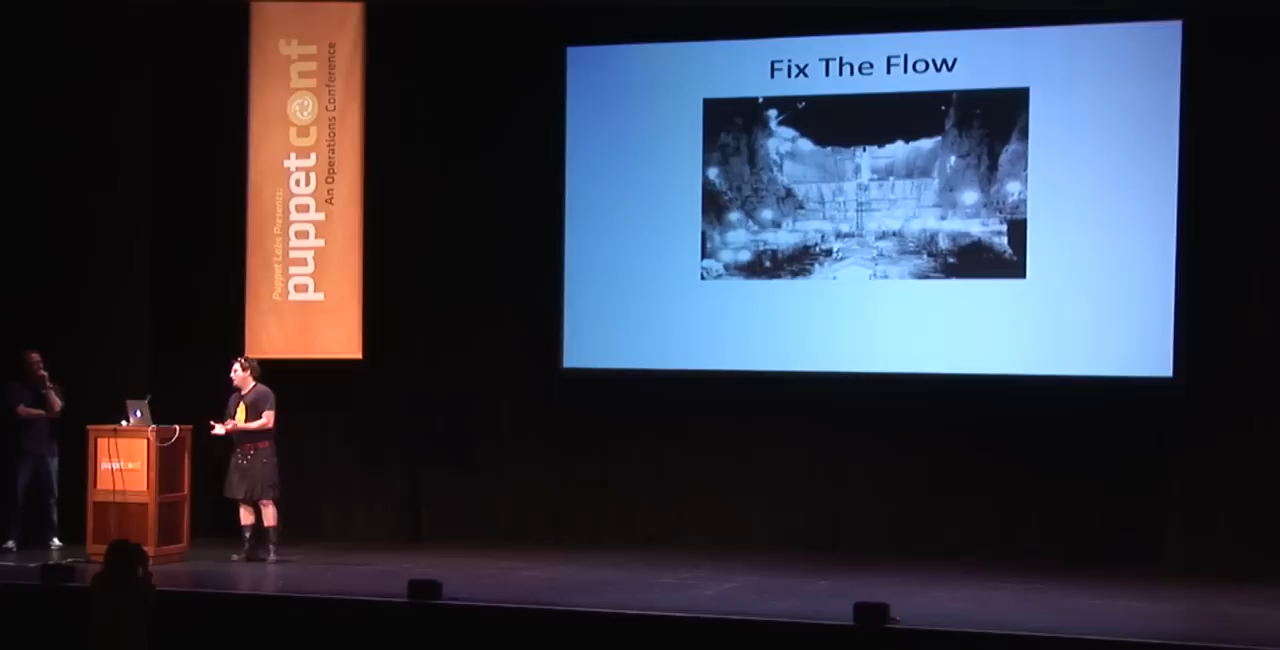 Puppet Labs Presents:
puppetconf
An Operations Conference
Fix The Flow
puppetconf